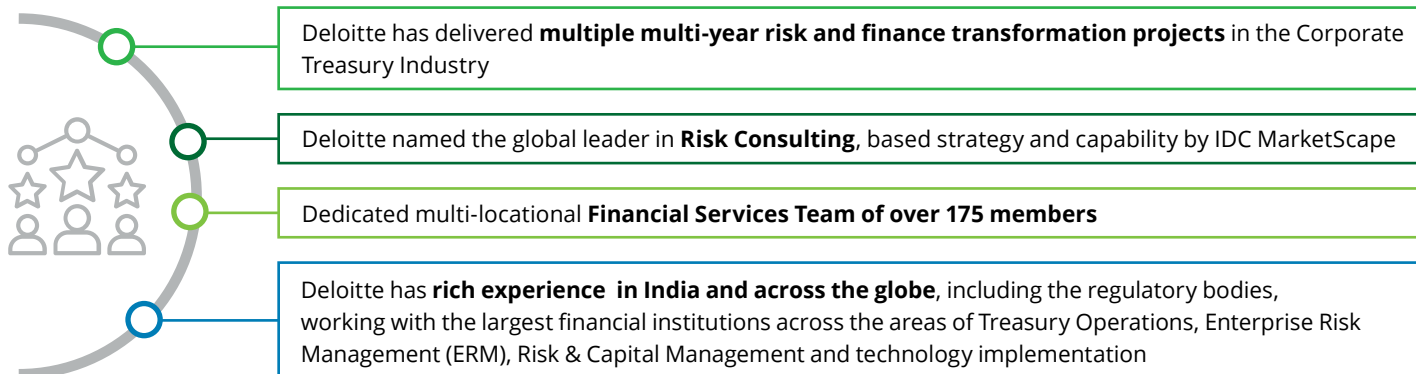 Deloitte has delivered multiple multi-year risk and finance transformation projects in the Corporate
Treasury Industry
Deloitte named the global leader in Risk Consulting, based strategy and capability by IDC MarketScape
Dedicated multi-locational Financial Services Team of over 175 members
Deloitte has rich experience in India and across the globe, including the regulatory bodies,
working with the largest financial institutions across the areas of Treasury Operations, Enterprise Risk
Management (ERM), Risk & Capital Management and technology implementation